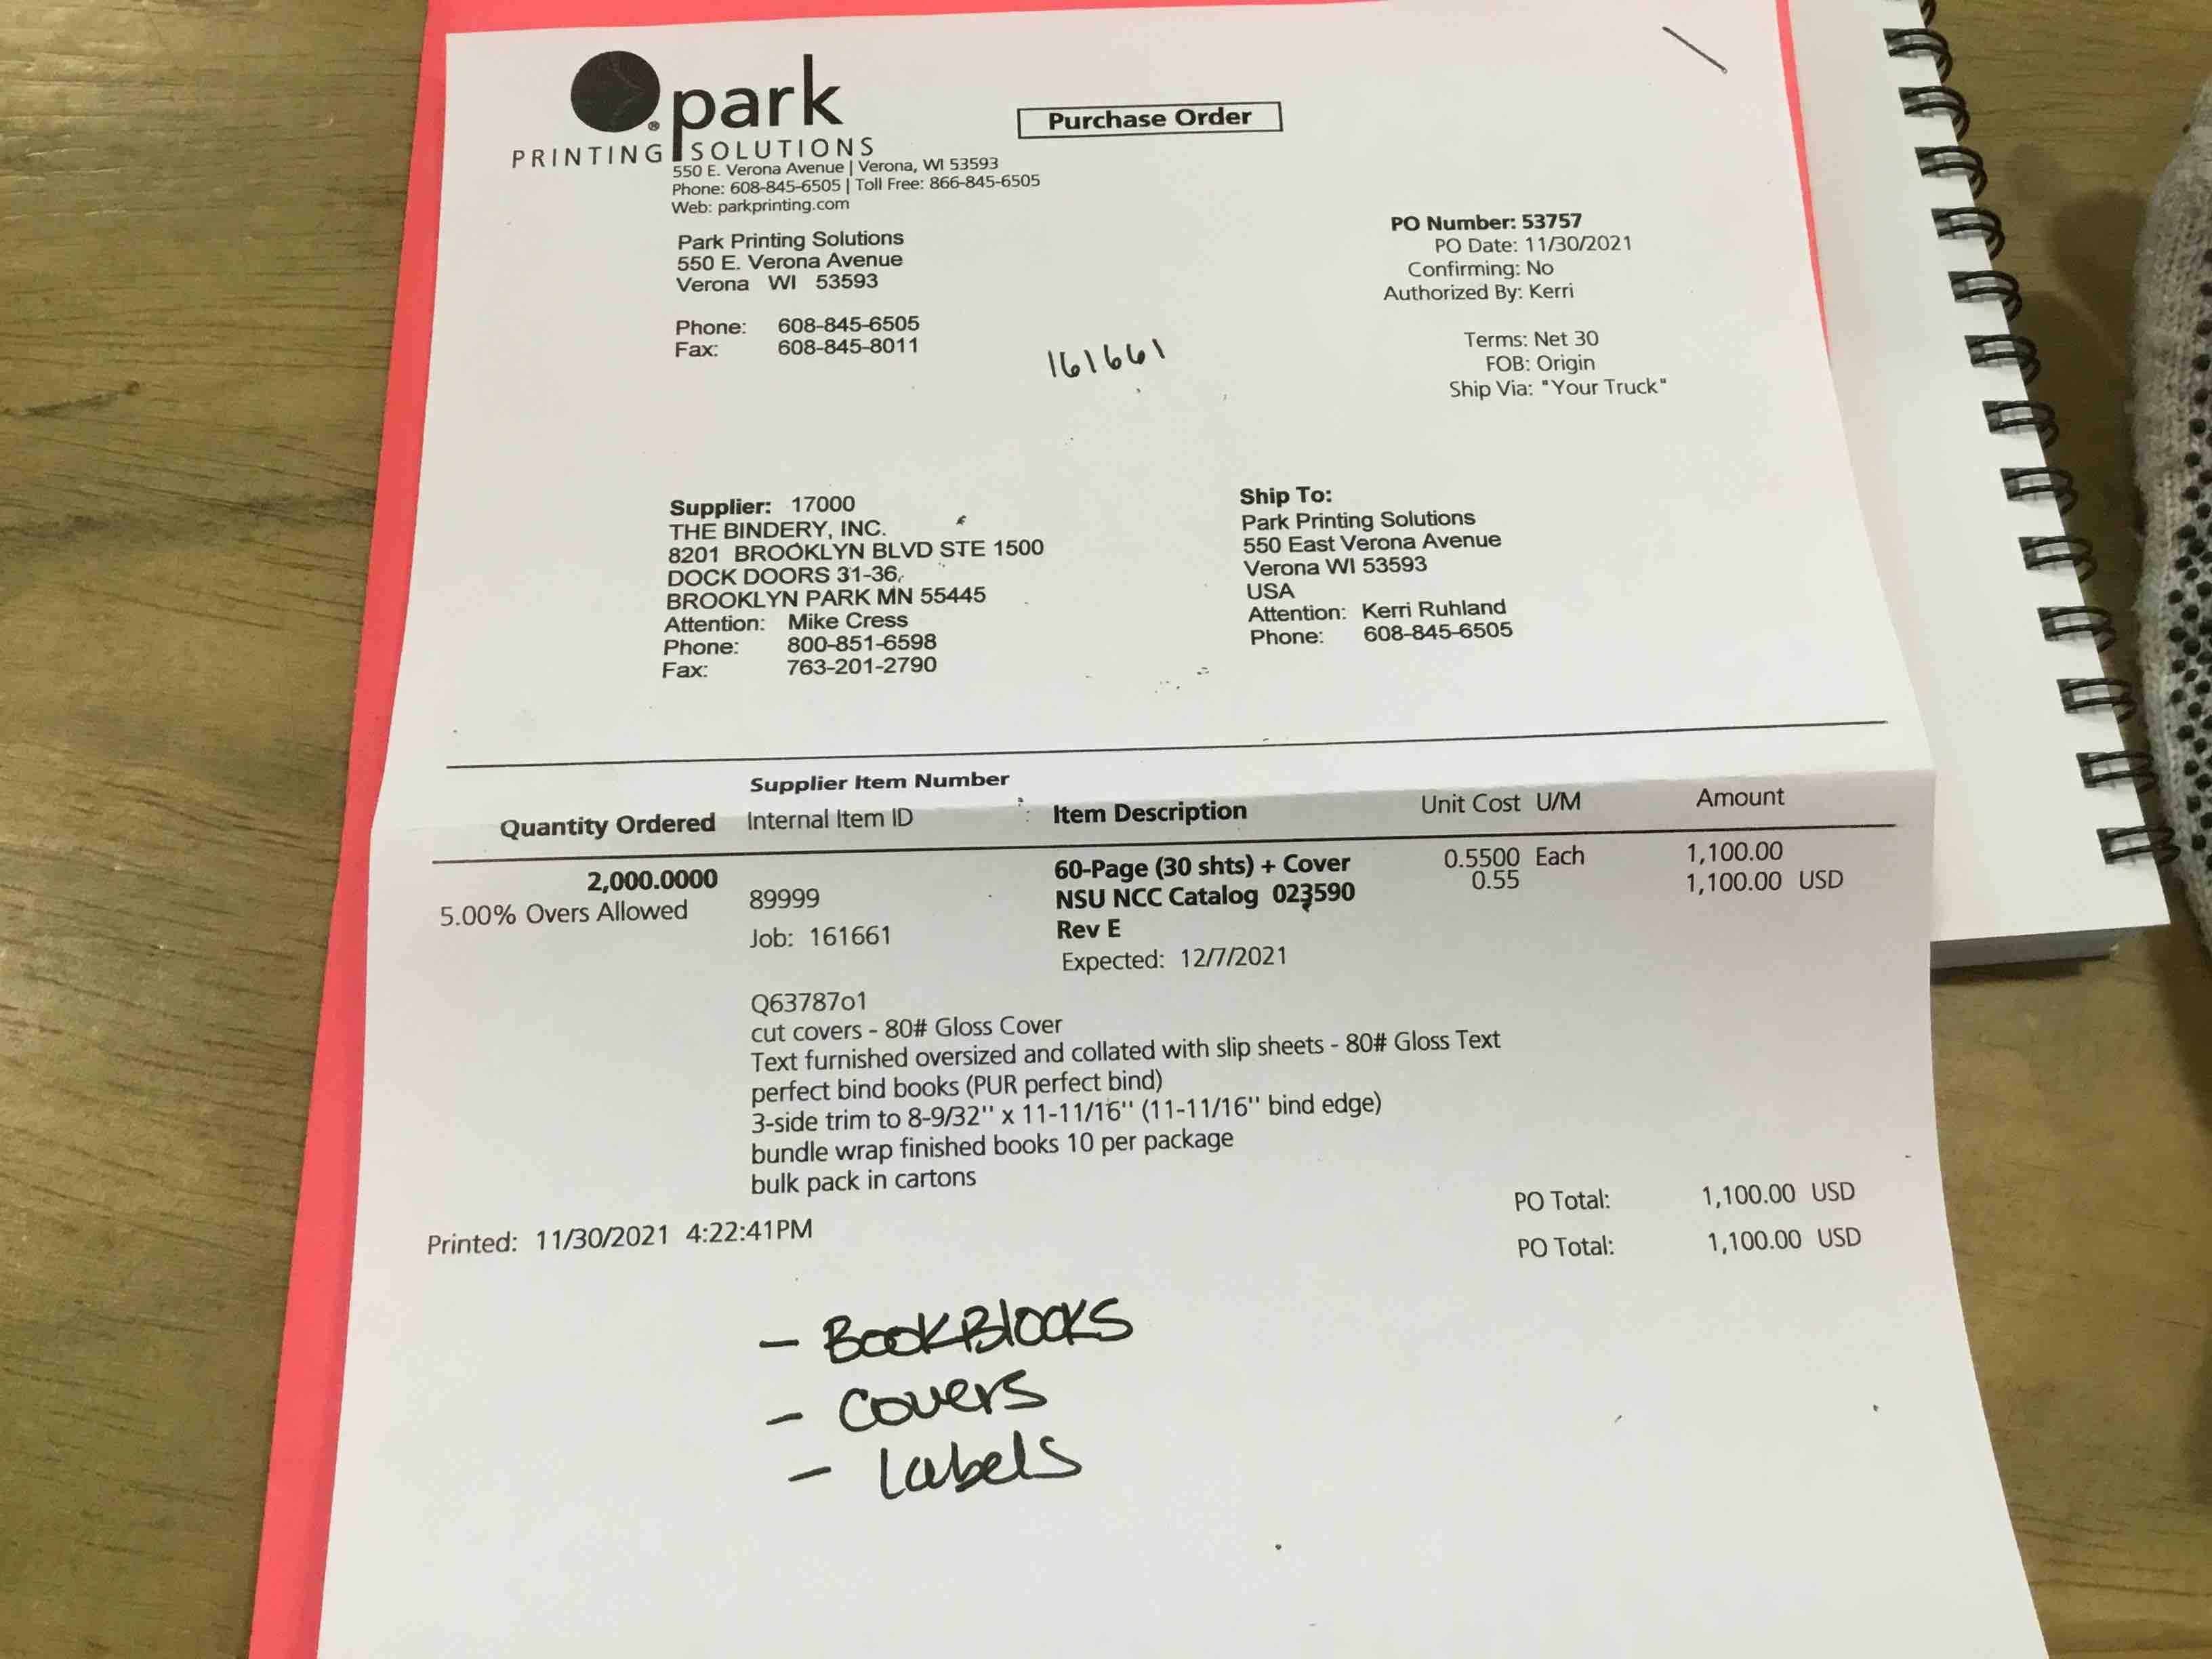 park
PRINTING SOLUTIONS
550 E. Verona Avenue | Verona, WI 53593
Phone: 608-845-6505 | Toll Free: 866-845-6505
Web: parkprinting.com
Purchase Order
Park Printing Solutions
550 E. Verona Avenue
Verona WI 53593
Phone: 608-845-6505
Fax: 608-845-8011
161661
PO Number: 53757
PO Date: 11/30/2021
Confirming: No
Authorized By: Kerri
Terms: Net 30
FOB: Origin
Ship Via: "Your Truck"
Supplier: 17000
THE BINDERY, INC.
8201 BROOKLYN BLVD STE 1500
DOCK DOORS 31-36,
BROOKLYN PARK MN 55445
Attention: Mike Cress
Phone: 800-851-6598
Fax: 763-201-2790
Ship To:
Park Printing Solutions
550 East Verona Avenue
Verona WI 53593
USA
Attention: Kerri Ruhland
Phone: 608-845-6505
Supplier Item Number
Quantity Ordered Internal Item ID Item Description Unit Cost U/M Amount
2,000.0000 60-Page (30 shts) + Cover 0.5500 Each 1,100.00
5.00% Overs Allowed 89999 NSU NCC Catalog 023590 0.55 1,100.00 USD
Job: 161661 Rev E
Expected: 12/7/2021
Q63787o1
cut covers - 80# Gloss Cover
Text furnished oversized and collated with slip sheets - 80# Gloss Text
perfect bind books (PUR perfect bind)
3-side trim to 8-9/32'' x 11-11/16'' (11-11/16'' bind edge)
bundle wrap finished books 10 per package
bulk pack in cartons
PO Total: 1,100.00 USD
Printed: 11/30/2021 4:22:41PM
PO Total: 1,100.00 USD
- BookBlocks
- Covers
- Labels